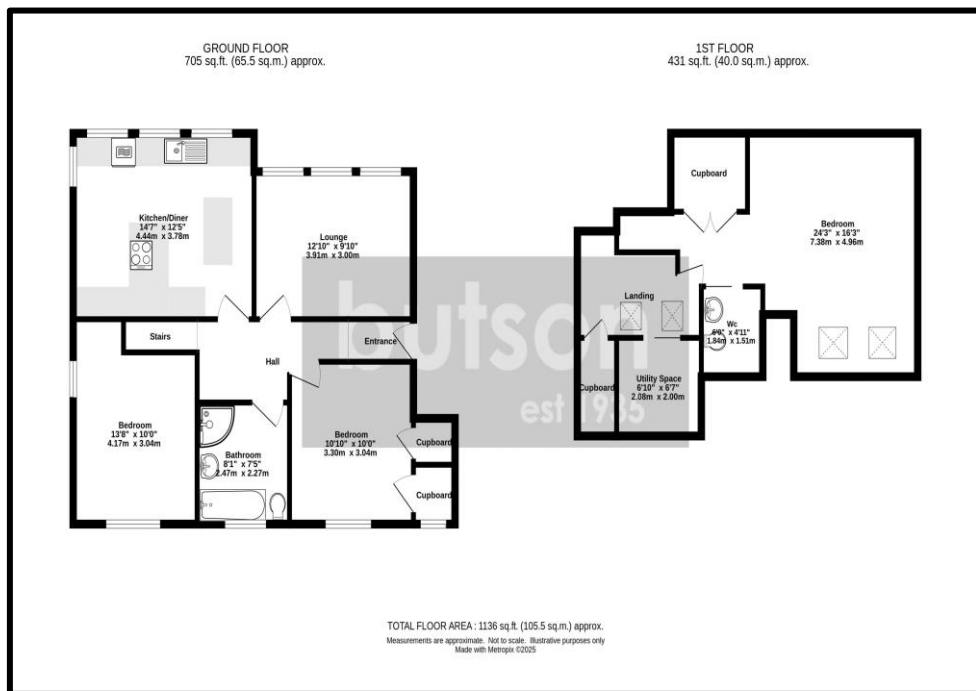 GROUND FLOOR
705 sq.ft. (65.5 sq.m.) approx.
1ST FLOOR
431 sq.ft. (40.0 sq.m.) approx.
Kitchen/Diner
14'7" x 12'5"
4.44m x 3.78m
Lounge
12'10" x 9'10"
3.91m x 3.00m
Stairs
Hall
Entrance
Bedroom
13'8" x 10'0"
4.17m x 3.04m
Bathroom
8'1" x 7'5"
2.47m x 2.27m
Bedroom
10'10" x 10'0"
3.30m x 3.04m
Cupboard
Cupboard
Cupboard
Bedroom
24'3" x 16'3"
7.38m x 4.96m
Landing
Wc
6'0" x 4'11"
1.84m x 1.51m
Cupboard
Utility Space
6'10" x 6'7"
2.08m x 2.00m
butson
est 1935
TOTAL FLOOR AREA : 1136 sq.ft. (105.5 sq.m.) approx.
Measurements are approximate. Not to scale. Illustrative purposes only
Made with Metropix ©2025